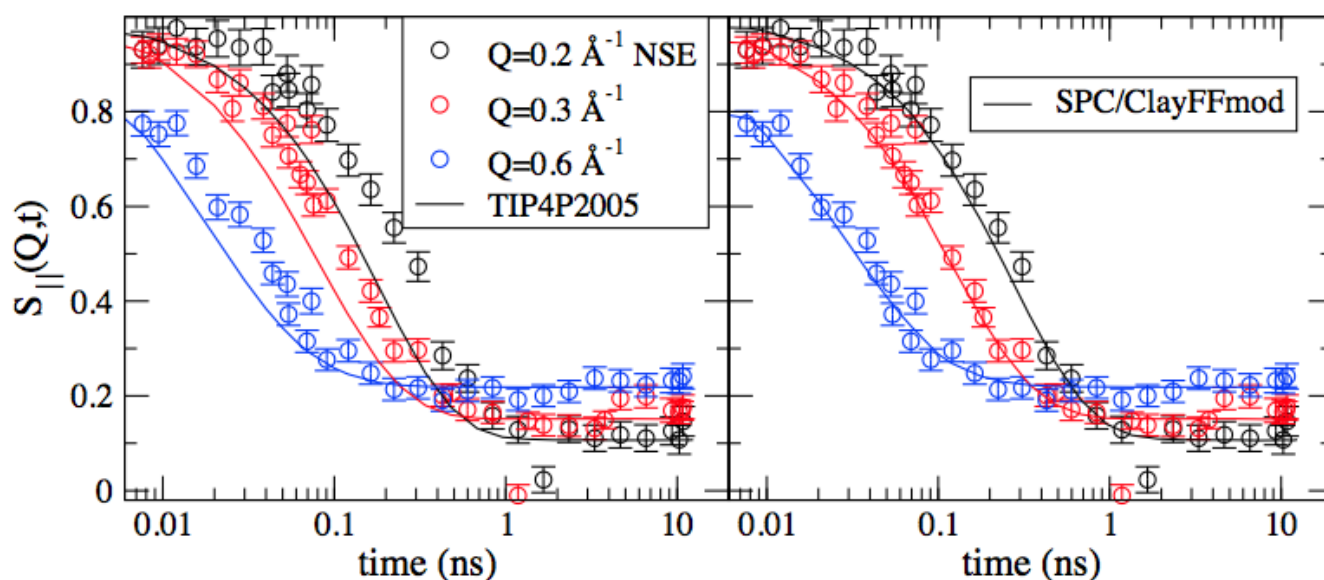 S||(Q,t)
0.8
0.6
0.4
0.2
0
Q=0.2 Å⁻¹ NSE
Q=0.3 Å⁻¹
Q=0.6 Å⁻¹
TIP4P2005
SPC/ClayFFmod
0.01 0.1 1 10
0.01 0.1 1 10
time (ns)
time (ns)